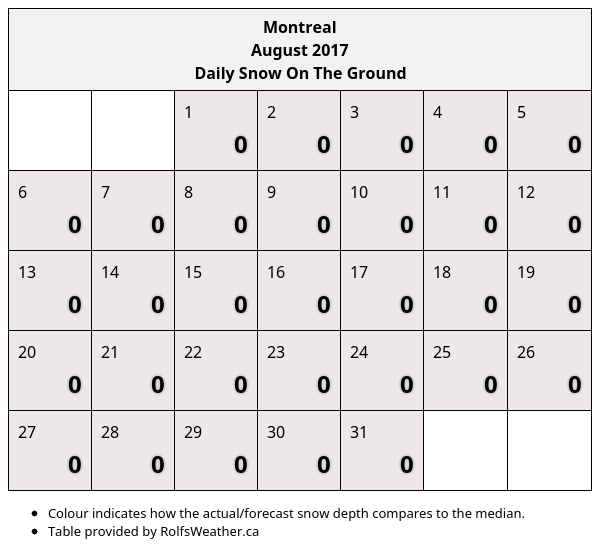 Montreal
August 2017
Daily Snow On The Ground
1 2 3 4 5
0 0 0 0 0
6 7 8 9 10 11 12
0 0 0 0 0 0 0
13 14 15 16 17 18 19
0 0 0 0 0 0 0
20 21 22 23 24 25 26
0 0 0 0 0 0 0
27 28 29 30 31
0 0 0 0 0
• Colour indicates how the actual/forecast snow depth compares to the median.
• Table provided by RolfsWeather.ca